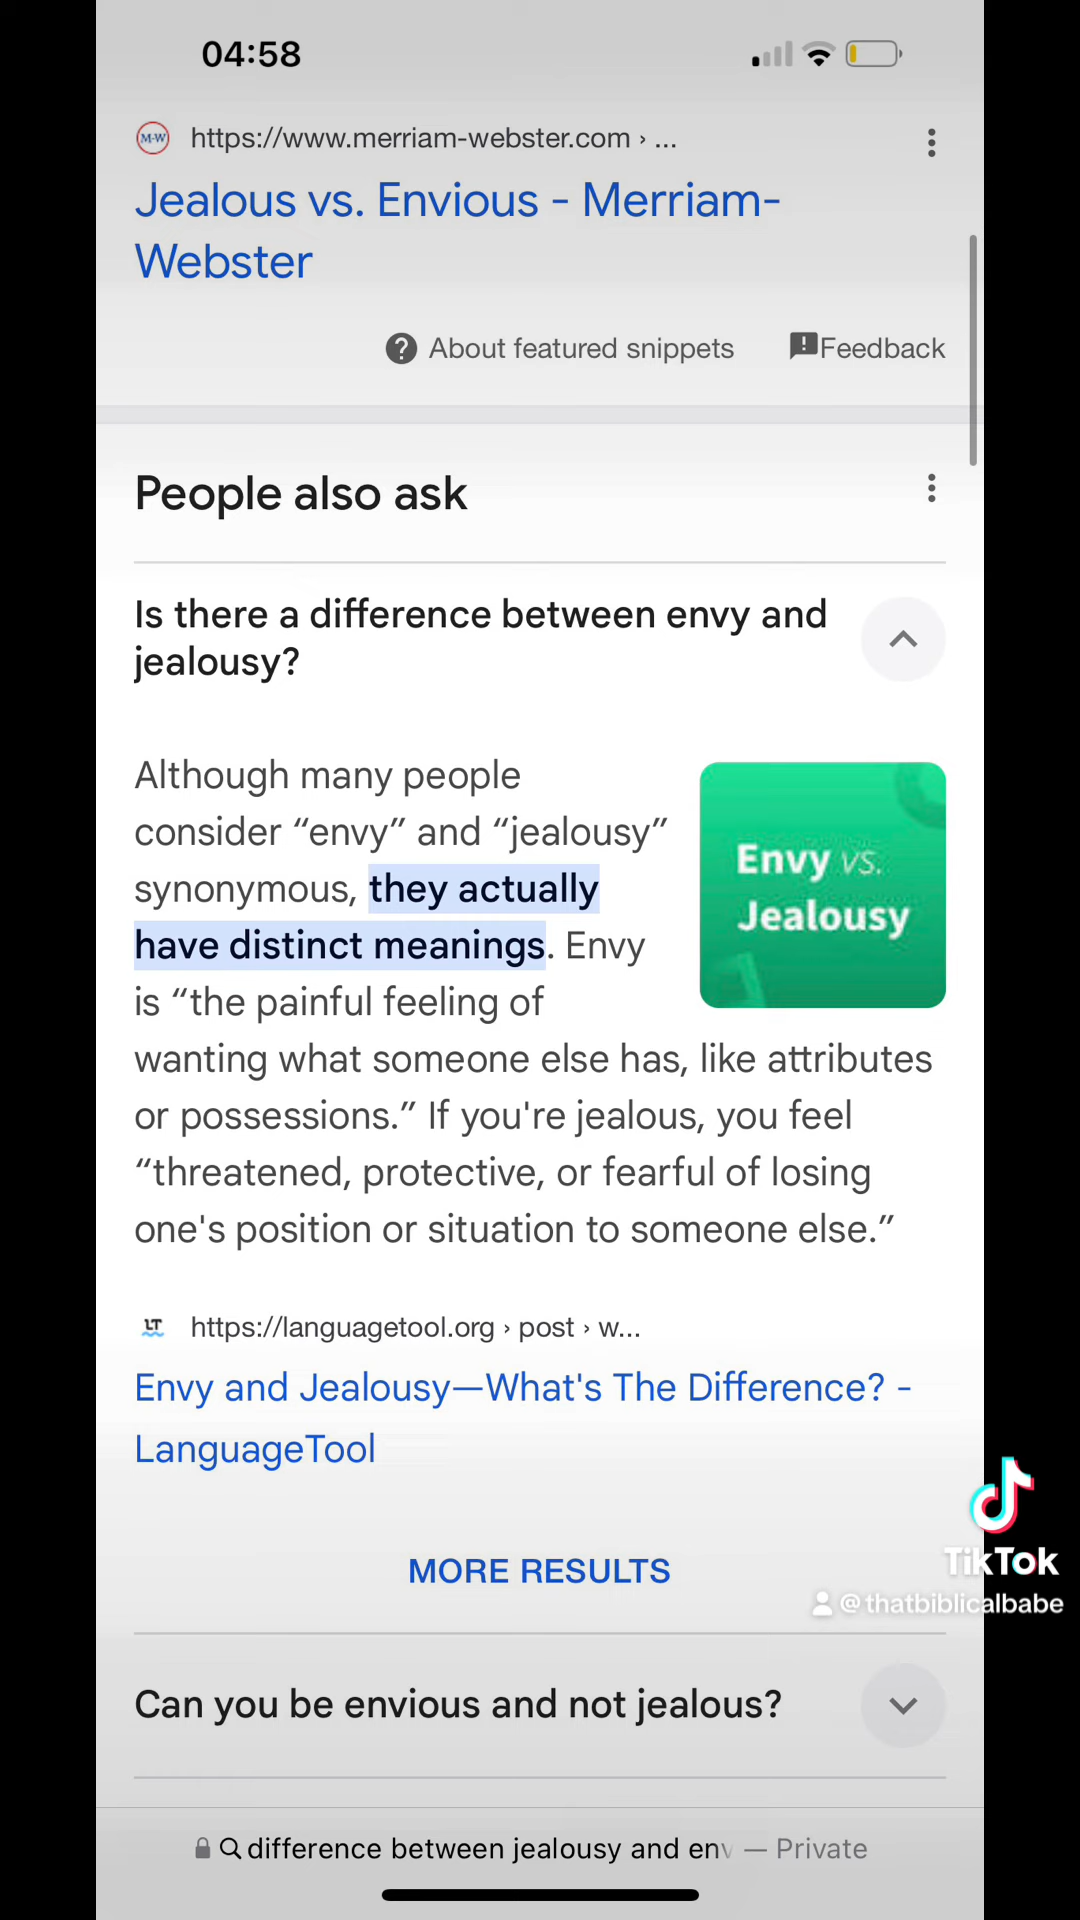 04:58
M-W
https://www.merriam-webster.com › ...
Jealous vs. Envious - Merriam-
Webster
? About featured snippets
! Feedback
People also ask
Is there a difference between envy and
jealousy?
Although many people
consider “envy” and “jealousy”
synonymous, they actually
have distinct meanings. Envy
is “the painful feeling of
wanting what someone else has, like attributes
or possessions.” If you're jealous, you feel
“threatened, protective, or fearful of losing
one's position or situation to someone else.”
Envy vs.
Jealousy
LT
https://languagetool.org › post › w...
Envy and Jealousy—What's The Difference? -
LanguageTool
MORE RESULTS
TikTok
@thatbiblicalbabe
Can you be envious and not jealous?
difference between jealousy and env — Private